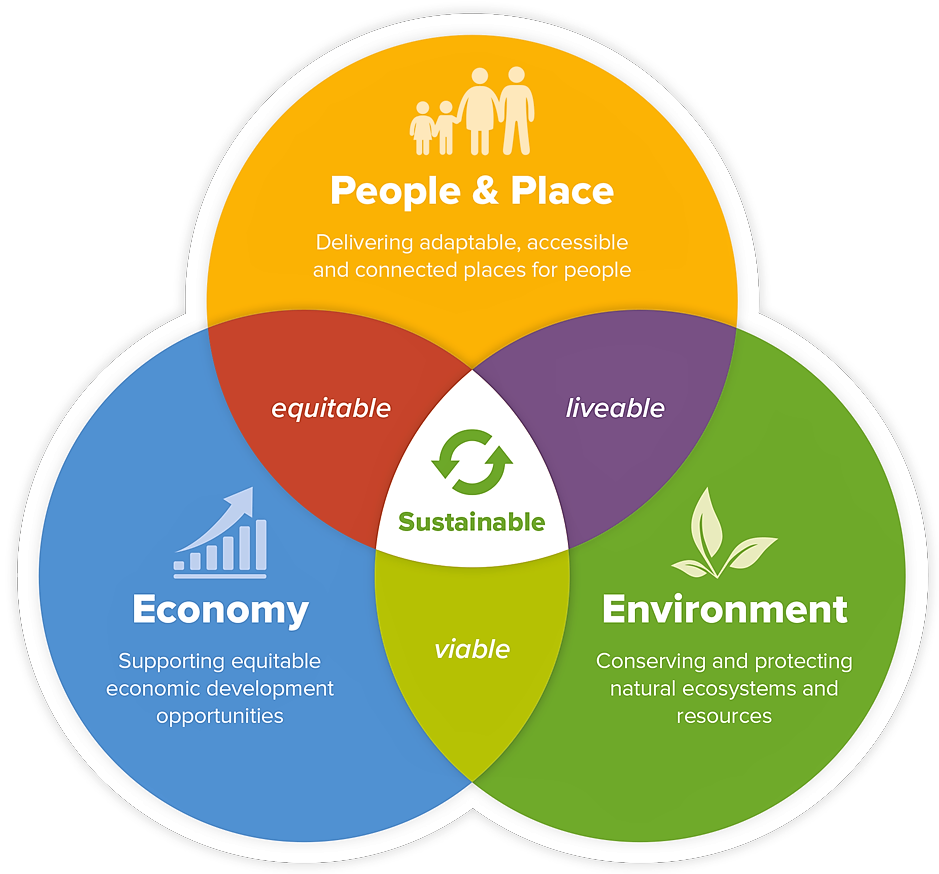 People & Place
Delivering adaptable, accessible
and connected places for people
equitable
liveable
Sustainable
Economy
Supporting equitable
economic development
opportunities
viable
Environment
Conserving and protecting
natural ecosystems and
resources